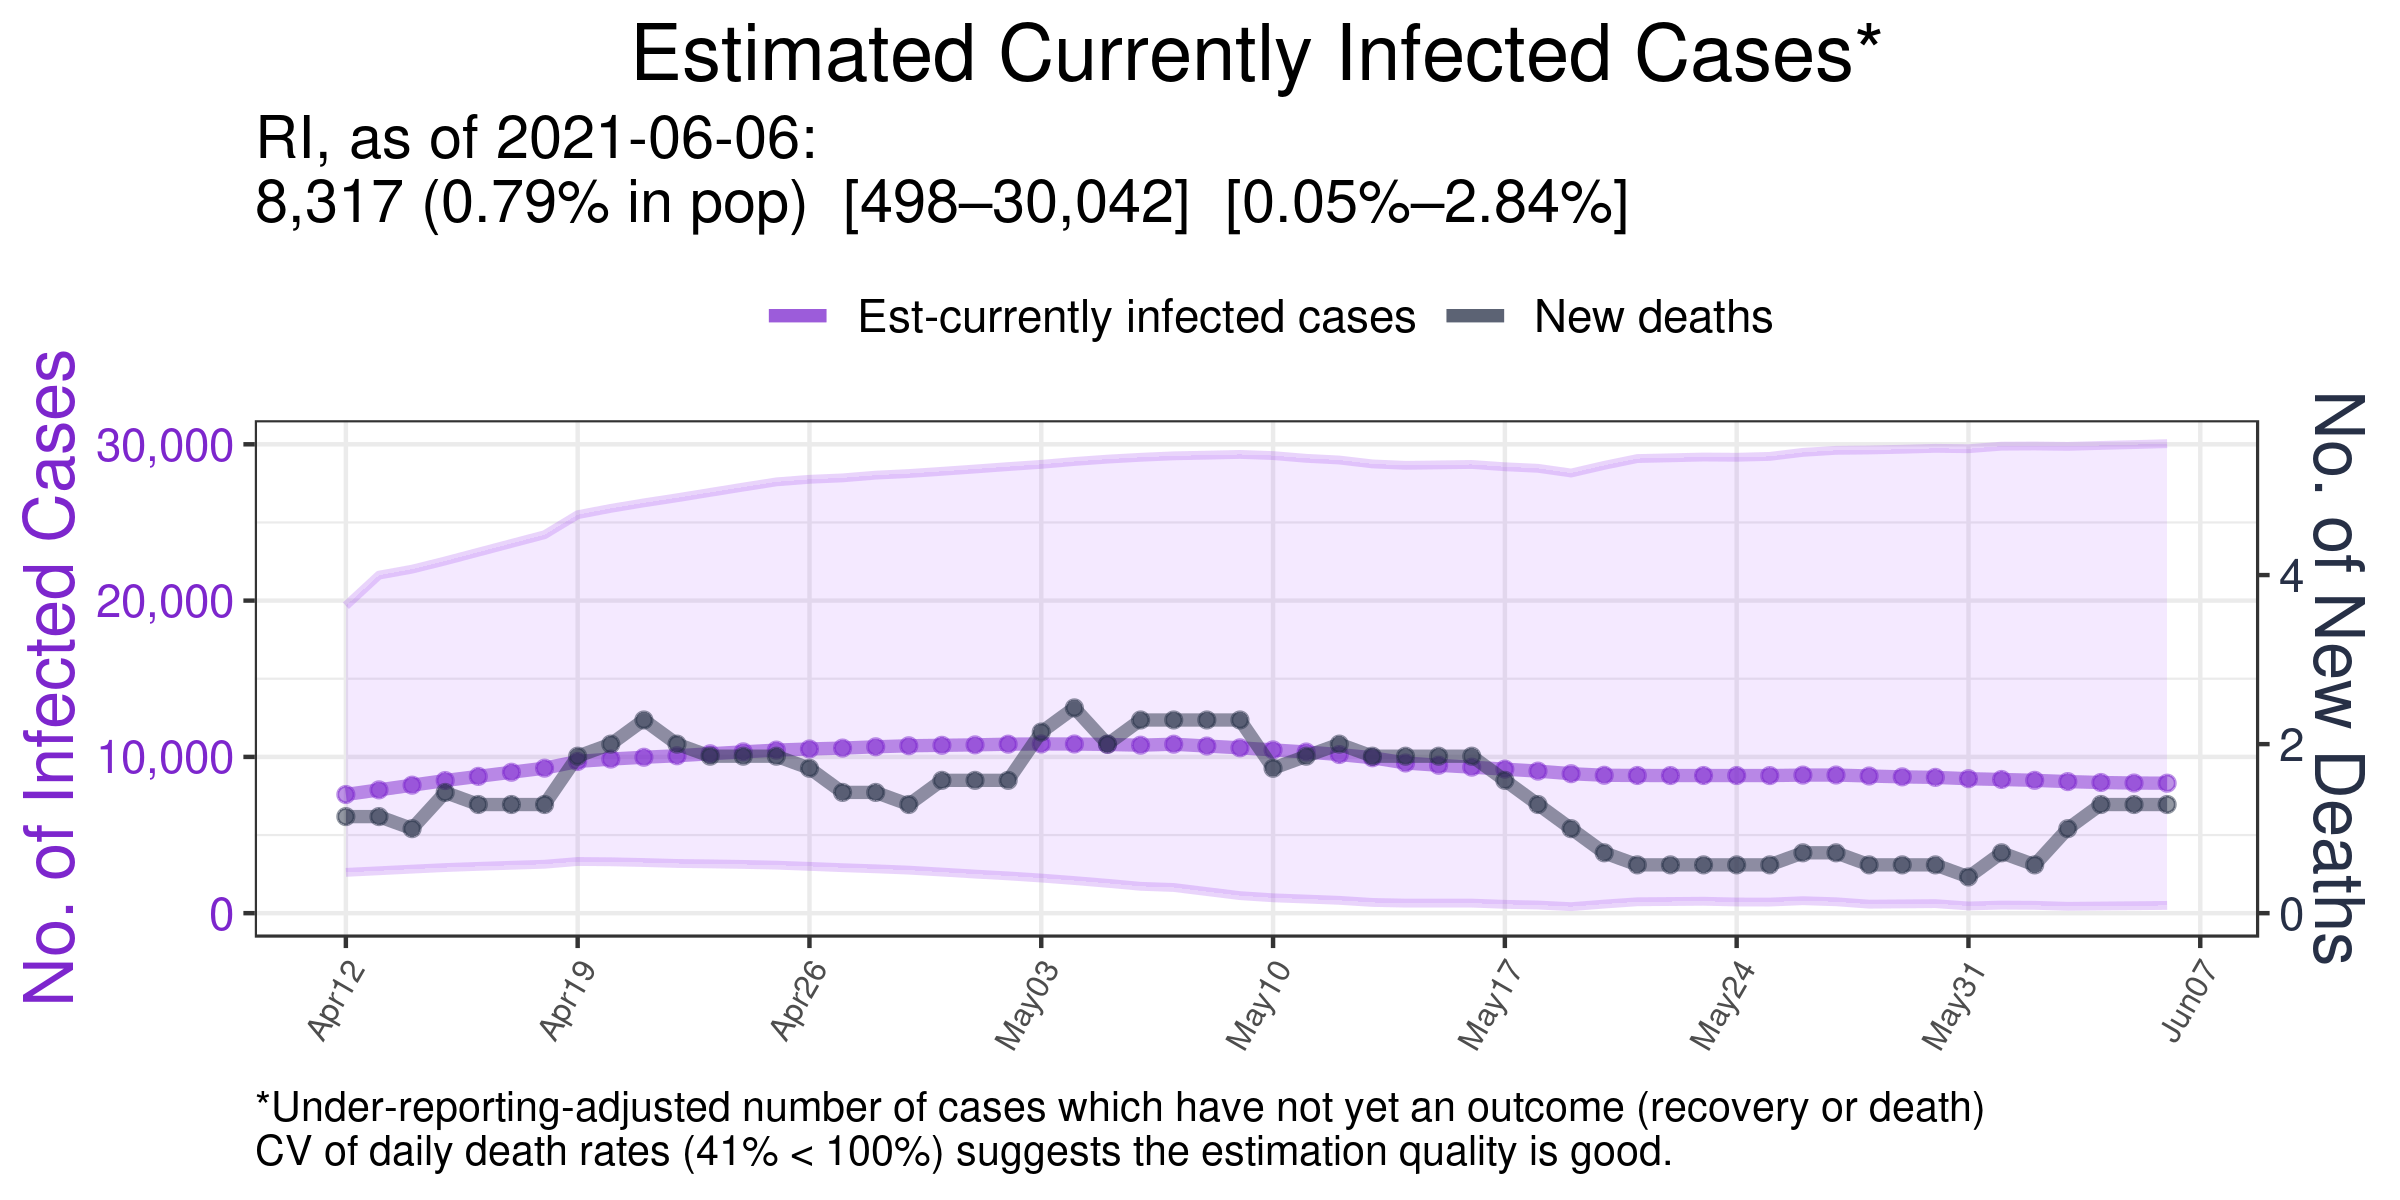 Estimated Currently Infected Cases*
RI, as of 2021-06-06:
8,317 (0.79% in pop)  [498–30,042]  [0.05%–2.84%]
Est-currently infected cases
New deaths
No. of Infected Cases
30,000
20,000
10,000
0
4
2
0
No. of New Deaths
Apr12
Apr19
Apr26
May03
May10
May17
May24
May31
Jun07
*Under-reporting-adjusted number of cases which have not yet an outcome (recovery or death)
CV of daily death rates (41% < 100%) suggests the estimation quality is good.